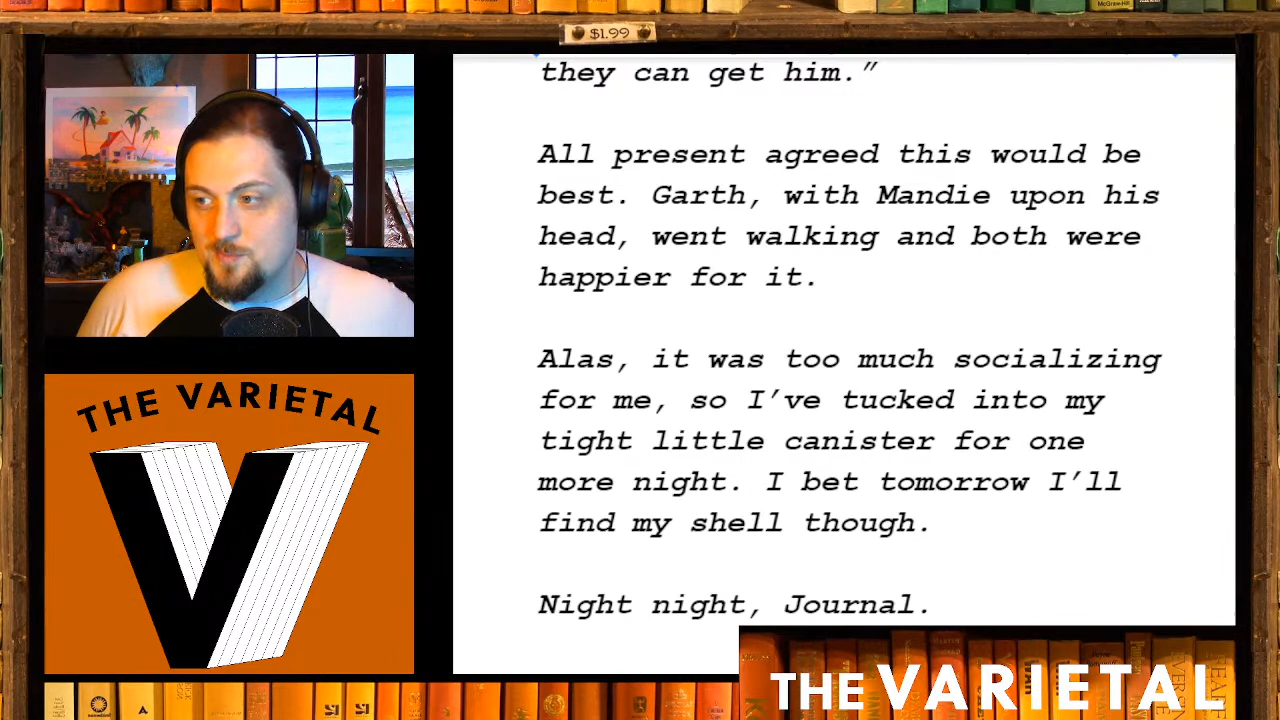 McGraw-Hill
$1.99
they can get him.”
All present agreed this would be
best. Garth, with Mandie upon his
head, went walking and both were
happier for it.
Alas, it was too much socializing
for me, so I’ve tucked into my
tight little canister for one
more night. I bet tomorrow I’ll
find my shell though.
Night night, Journal.
THE VARIETAL
THE VARIETAL